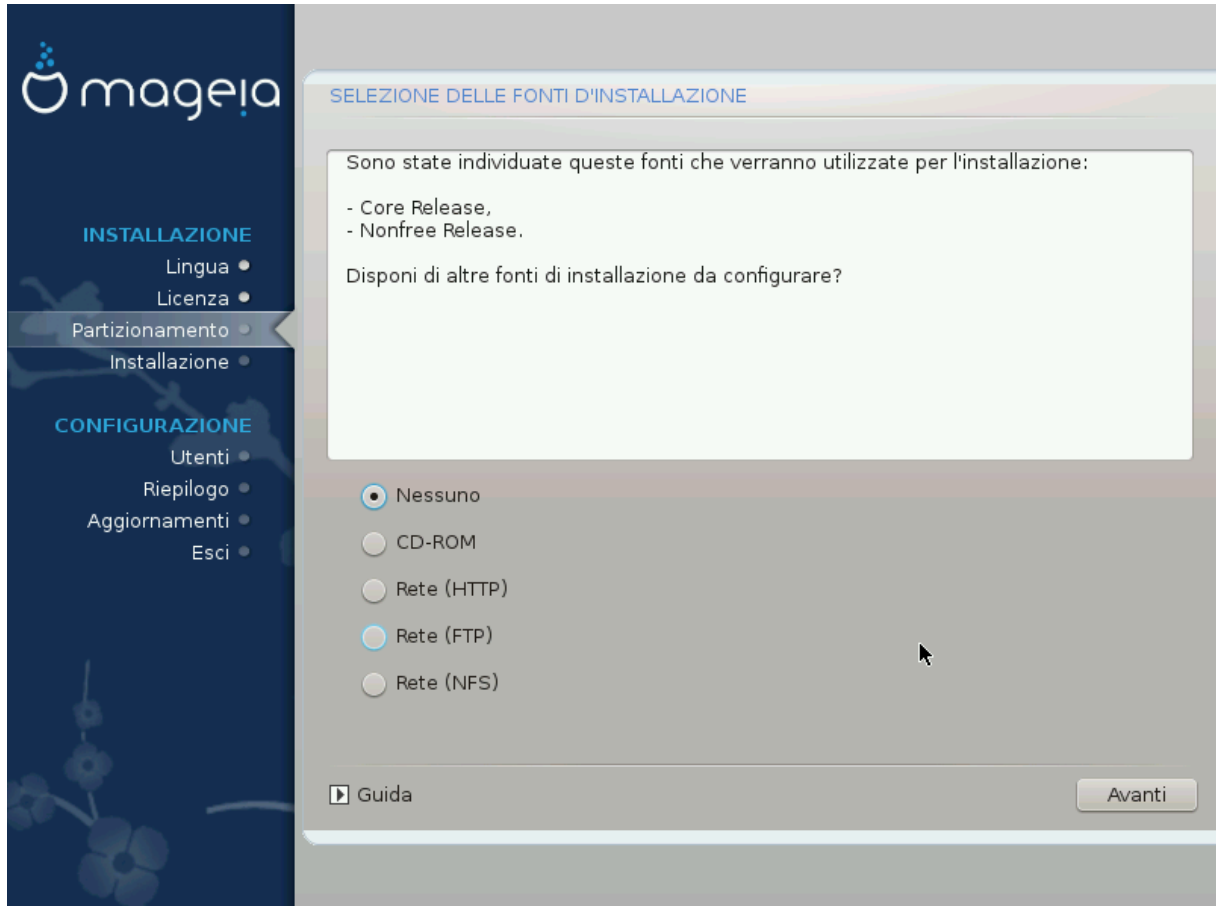 mageia
INSTALLAZIONE
Lingua
Licenza
Partizionamento
Installazione
CONFIGURAZIONE
Utenti
Riepilogo
Aggiornamenti
Esci
SELEZIONE DELLE FONTI D'INSTALLAZIONE
Sono state individuate queste fonti che verranno utilizzate per l'installazione:
- Core Release,
- Nonfree Release.
Disponi di altre fonti di installazione da configurare?
Nessuno
CD-ROM
Rete (HTTP)
Rete (FTP)
Rete (NFS)
Guida
Avanti